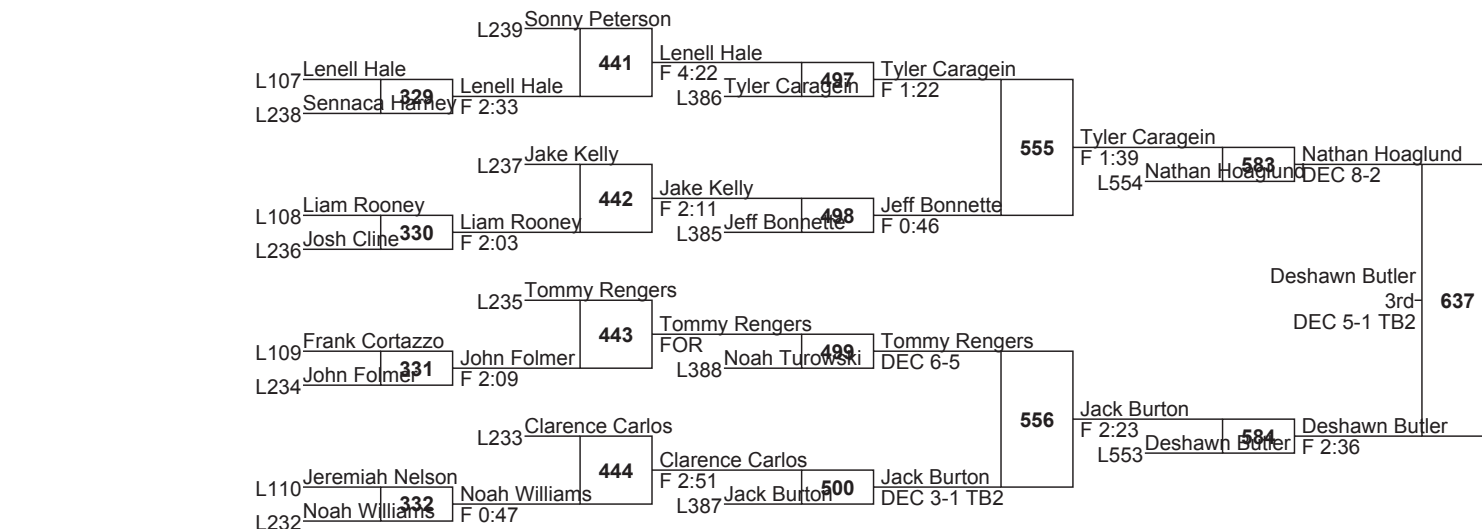 L239 Sonny Peterson
441
L107 Lenell Hale
329
L238 Sennaca Harney
Lenell Hale
F 2:33
Lenell Hale
F 4:22
497
L386 Tyler Caragein
Tyler Caragein
F 1:22
L237 Jake Kelly
442
L108 Liam Rooney
330
L236 Josh Cline
Liam Rooney
F 2:03
Jake Kelly
F 2:11
498
L385 Jeff Bonnette
Jeff Bonnette
F 0:46
555
Tyler Caragein
F 1:39
583
L554 Nathan Hoaglund
Nathan Hoaglund
DEC 8-2
L235 Tommy Rengers
443
L109 Frank Cortazzo
331
L234 John Folmer
John Folmer
F 2:09
Tommy Rengers
FOR
499
L388 Noah Turowski
Tommy Rengers
DEC 6-5
L233 Clarence Carlos
444
L110 Jeremiah Nelson
332
L232 Noah Williams
Noah Williams
F 0:47
Clarence Carlos
F 2:51
500
L387 Jack Burton
Jack Burton
DEC 3-1 TB2
556
Jack Burton
F 2:23
584
L553 Deshawn Butler
Deshawn Butler
F 2:36
Deshawn Butler
3rd
DEC 5-1 TB2
637